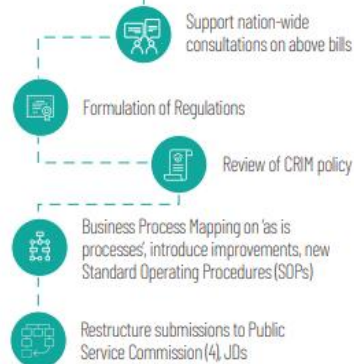 Support nation-wide
consultations on above bills
Formulation of Regulations
Review of CRIM policy
Business Process Mapping on ‘as is
processes’, introduce improvements, new
Standard Operating Procedures (SOPs)
Restructure submissions to Public
Service Commission (4), JDs